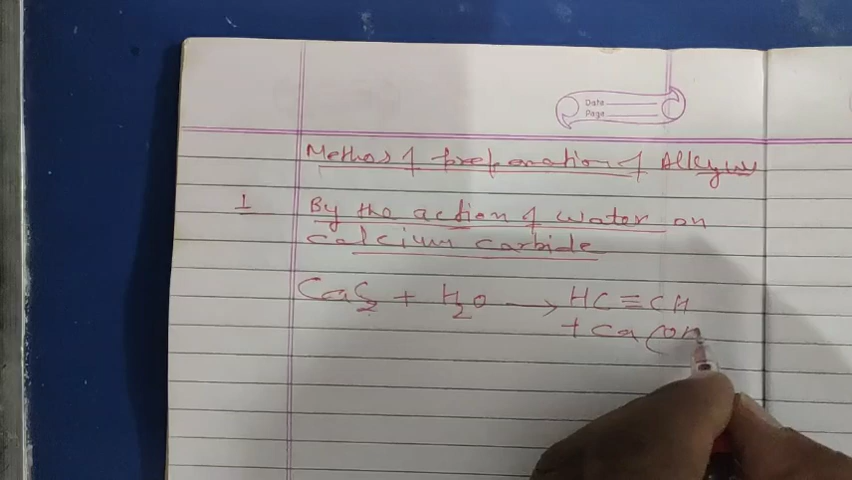 Date
Page
Method of preparation of Alkynes
1 By the action of water on
calcium carbide
CaC2 + H2O → HC≡CH
+ Ca(OH